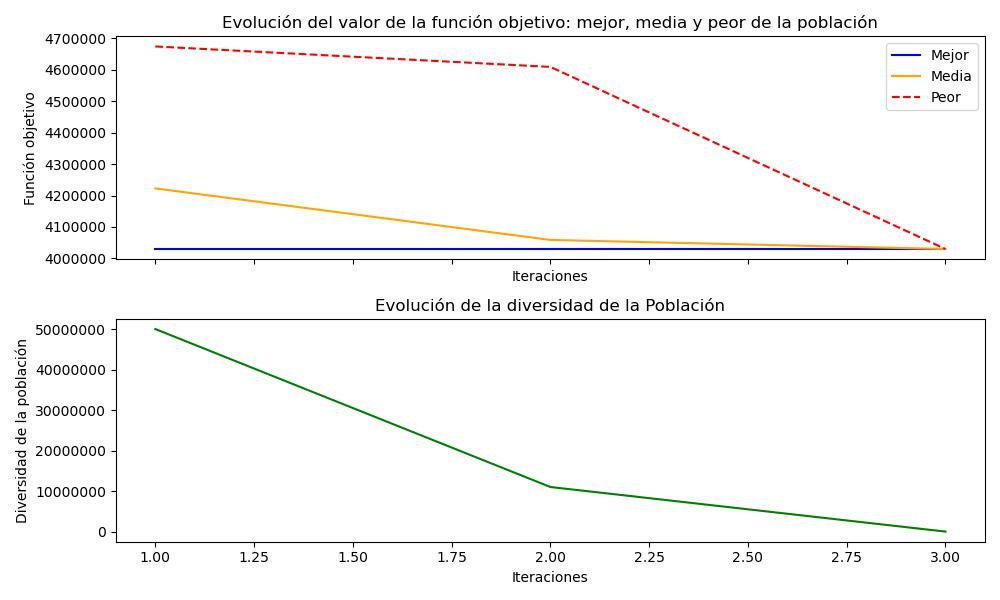 Evolución del valor de la función objetivo: mejor, media y peor de la población
Función objetivo
4700000
4600000
4500000
4400000
4300000
4200000
4100000
4000000
Mejor
Media
Peor
Iteraciones
Evolución de la diversidad de la Población
Diversidad de la población
50000000
40000000
30000000
20000000
10000000
0
1.00 1.25 1.50 1.75 2.00 2.25 2.50 2.75 3.00
Iteraciones